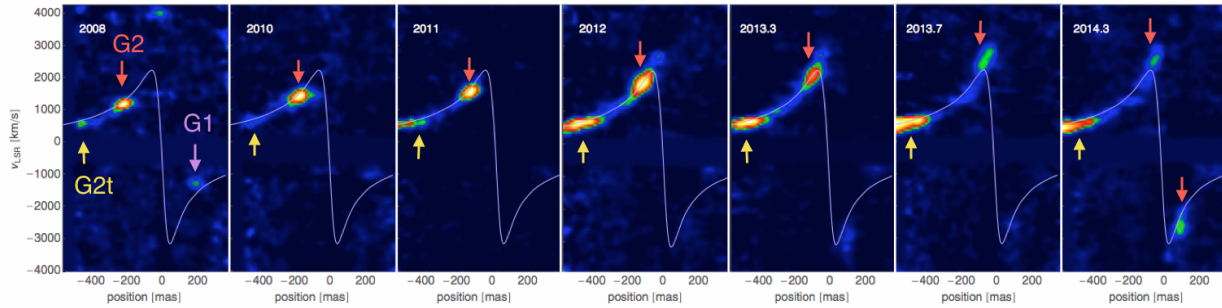 2008
2010
2011
2012
2013.3
2013.7
2014.3
G2
G1
G2t
v_LSR [km/s]
4000
3000
2000
1000
0
−1000
−2000
−3000
−4000
−400 −200 0 200
−400 −200 0 200
−400 −200 0 200
−400 −200 0 200
−400 −200 0 200
−400 −200 0 200
−400 −200 0 200
position [mas]
position [mas]
position [mas]
position [mas]
position [mas]
position [mas]
position [mas]